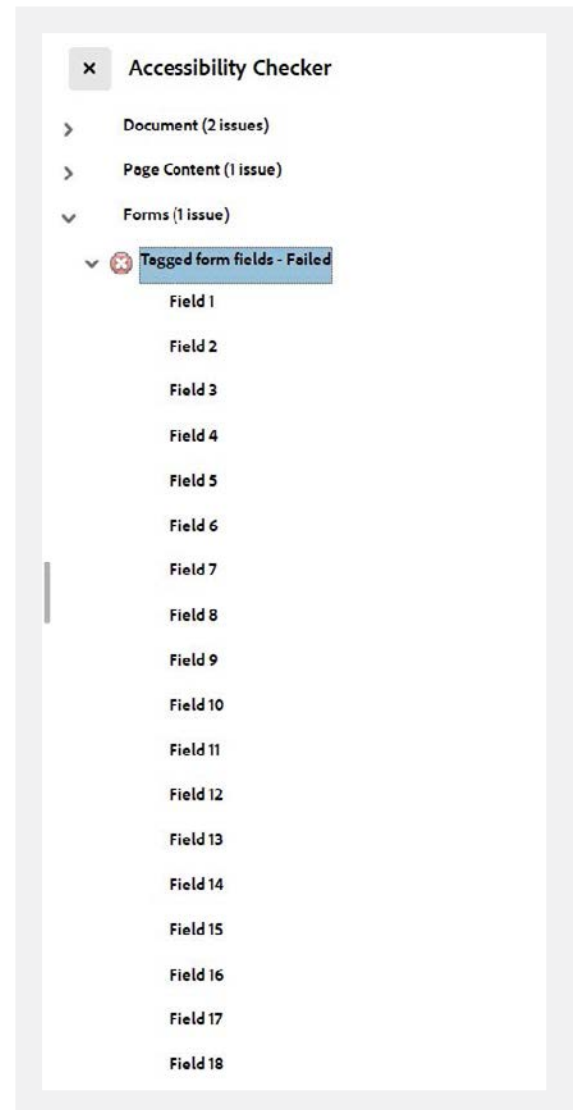 Accessibility Checker
Document (2 issues)
Page Content (1 issue)
Forms (1 issue)
Tagged form fields - Failed
Field 1
Field 2
Field 3
Field 4
Field 5
Field 6
Field 7
Field 8
Field 9
Field 10
Field 11
Field 12
Field 13
Field 14
Field 15
Field 16
Field 17
Field 18